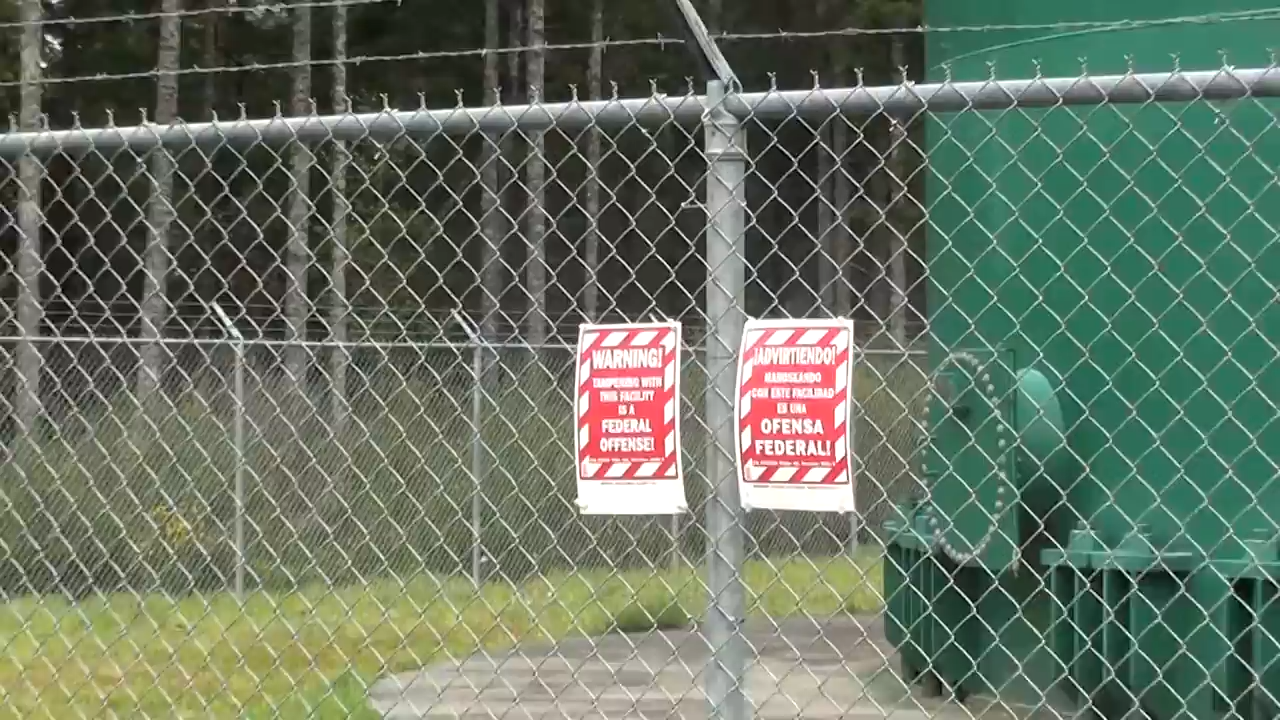 WARNING!
TAMPERING WITH
THIS FACILITY
IS A
FEDERAL
OFFENSE!
¡ADVIRTIENDO!
MANOSEANDO
CON ESTE FACILIDAD
ES UNA
OFENSA
FEDERAL!